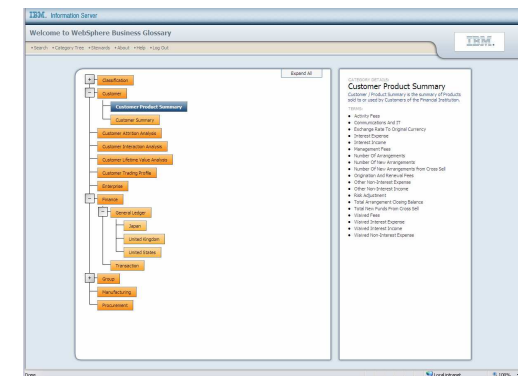 IBM. Information Server
Welcome to WebSphere Business Glossary
• Search • Category Tree • Stewards • About • Help • Log Out
IBM
Expand All
+ Classification
− Customer
Customer Product Summary
Customer Summary
Customer Attrition Analysis
Customer Interaction Analysis
Customer Lifetime Value Analysis
Customer Trading Profile
Enterprise
− Finance
− General Ledger
Japan
United Kingdom
United States
Transaction
+ Group
Manufacturing
Procurement
CATEGORY DETAILS
Customer Product Summary
Customer / Product Summary is the summary of Products
sold to or used by Customers of the Financial Institution.
TERMS
• Activity Fees
• Communications And IT
• Exchange Rate To Original Currency
• Interest Expense
• Interest Income
• Management Fees
• Number Of Arrangements
• Number Of New Arrangements
• Number Of New Arrangements from Cross Sell
• Origination And Renewal Fees
• Other Non-Interest Expense
• Other Non Interest Income
• Risk Adjustment
• Total Arrangement Closing Balance
• Total New Funds From Cross-Sell
• Waived Fees
• Waived Interest Expense
• Waived Interest Income
• Waived Non-Interest Expense
Done
Local intranet
100%